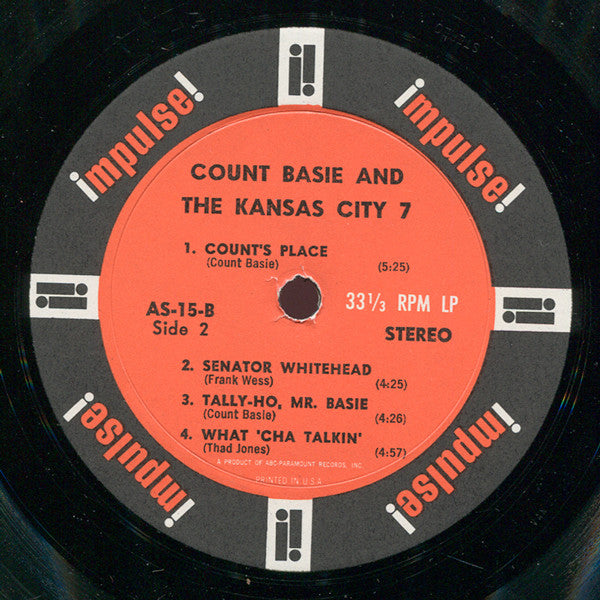 impulse!
impulse!
COUNT BASIE AND
THE KANSAS CITY 7
1. COUNT'S PLACE
(Count Basie) (5:25)
AS-15-B 33 1/3 RPM LP
Side 2 STEREO
2. SENATOR WHITEHEAD
(Frank Wess) (4:25)
3. TALLY-HO, MR. BASIE
(Count Basie) (4:26)
4. WHAT 'CHA TALKIN'
(Thad Jones) (4:57)
A PRODUCT OF ABC-PARAMOUNT RECORDS, INC.
PRINTED IN U.S.A.
impulse!
impulse!